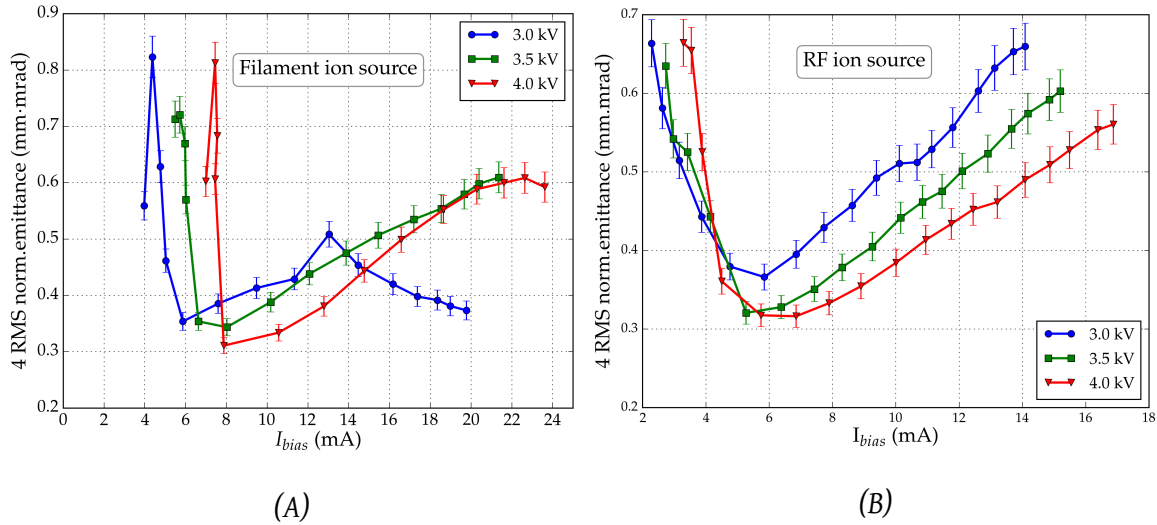 0.9
0.8
0.7
0.6
0.5
0.4
0.3
0.2
4 RMS norm.emittance (mm·mrad)
Filament ion source
3.0 kV
3.5 kV
4.0 kV
0 2 4 6 8 10 12 14 16 18 20 22 24
I_bias (mA)
(A)
0.7
0.6
0.5
0.4
0.3
0.2
4 RMS norm.emittance (mm.mrad)
RF ion source
3.0 kV
3.5 kV
4.0 kV
2 4 6 8 10 12 14 16 18
I_bias (mA)
(B)